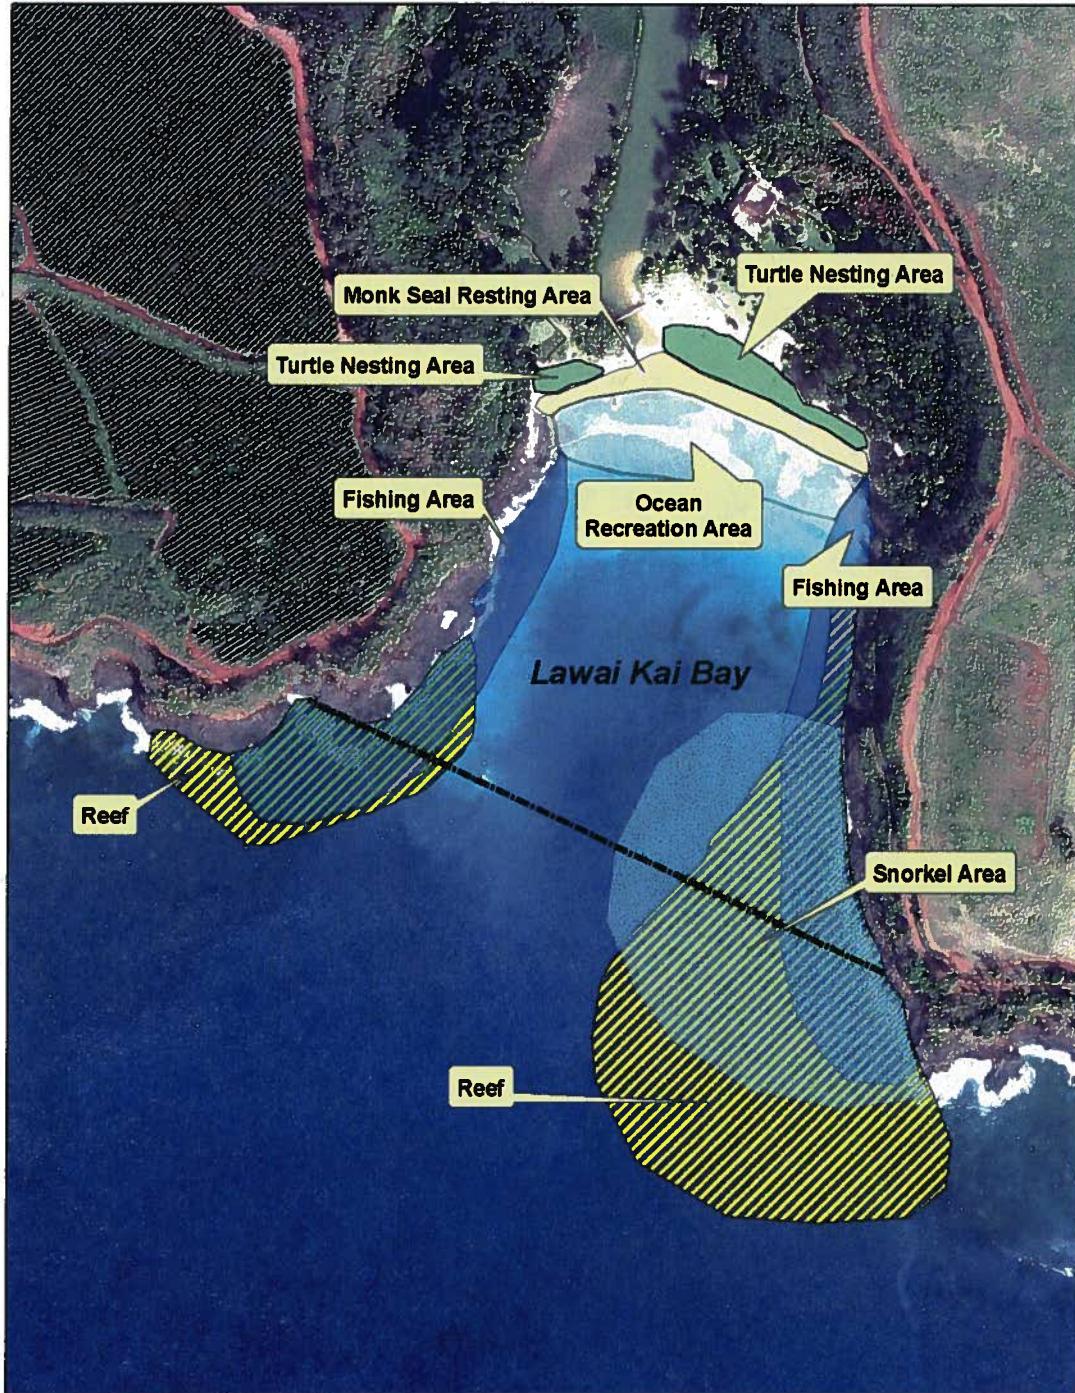 Turtle Nesting Area
Monk Seal Resting Area
Turtle Nesting Area
Fishing Area
Ocean
Recreation Area
Fishing Area
Lawai Kai Bay
Reef
Snorkel Area
Reef